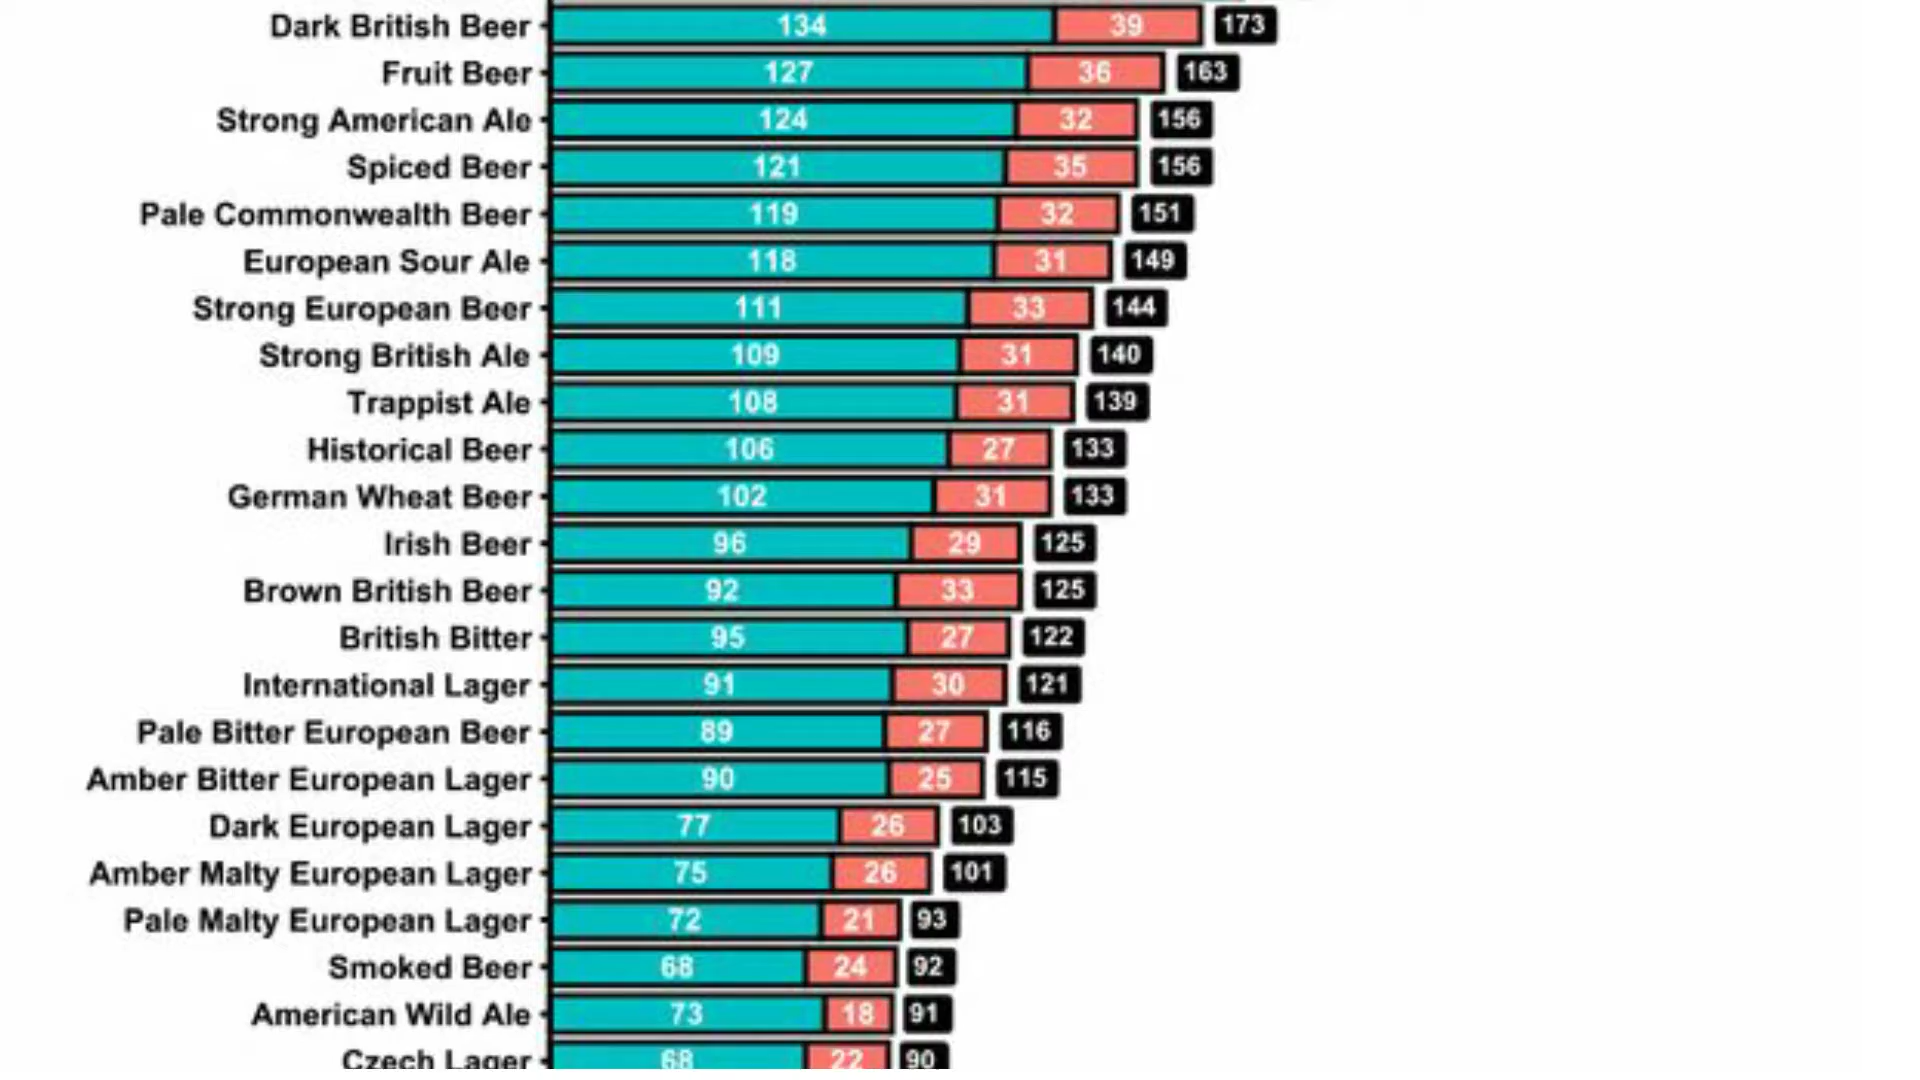 Dark British Beer 134 39 173
Fruit Beer 127 36 163
Strong American Ale 124 32 156
Spiced Beer 121 35 156
Pale Commonwealth Beer 119 32 151
European Sour Ale 118 31 149
Strong European Beer 111 33 144
Strong British Ale 109 31 140
Trappist Ale 108 31 139
Historical Beer 106 27 133
German Wheat Beer 102 31 133
Irish Beer 96 29 125
Brown British Beer 92 33 125
British Bitter 95 27 122
International Lager 91 30 121
Pale Bitter European Beer 89 27 116
Amber Bitter European Lager 90 25 115
Dark European Lager 77 26 103
Amber Malty European Lager 75 26 101
Pale Malty European Lager 72 21 93
Smoked Beer 68 24 92
American Wild Ale 73 18 91
Czech Lager 68 22 90